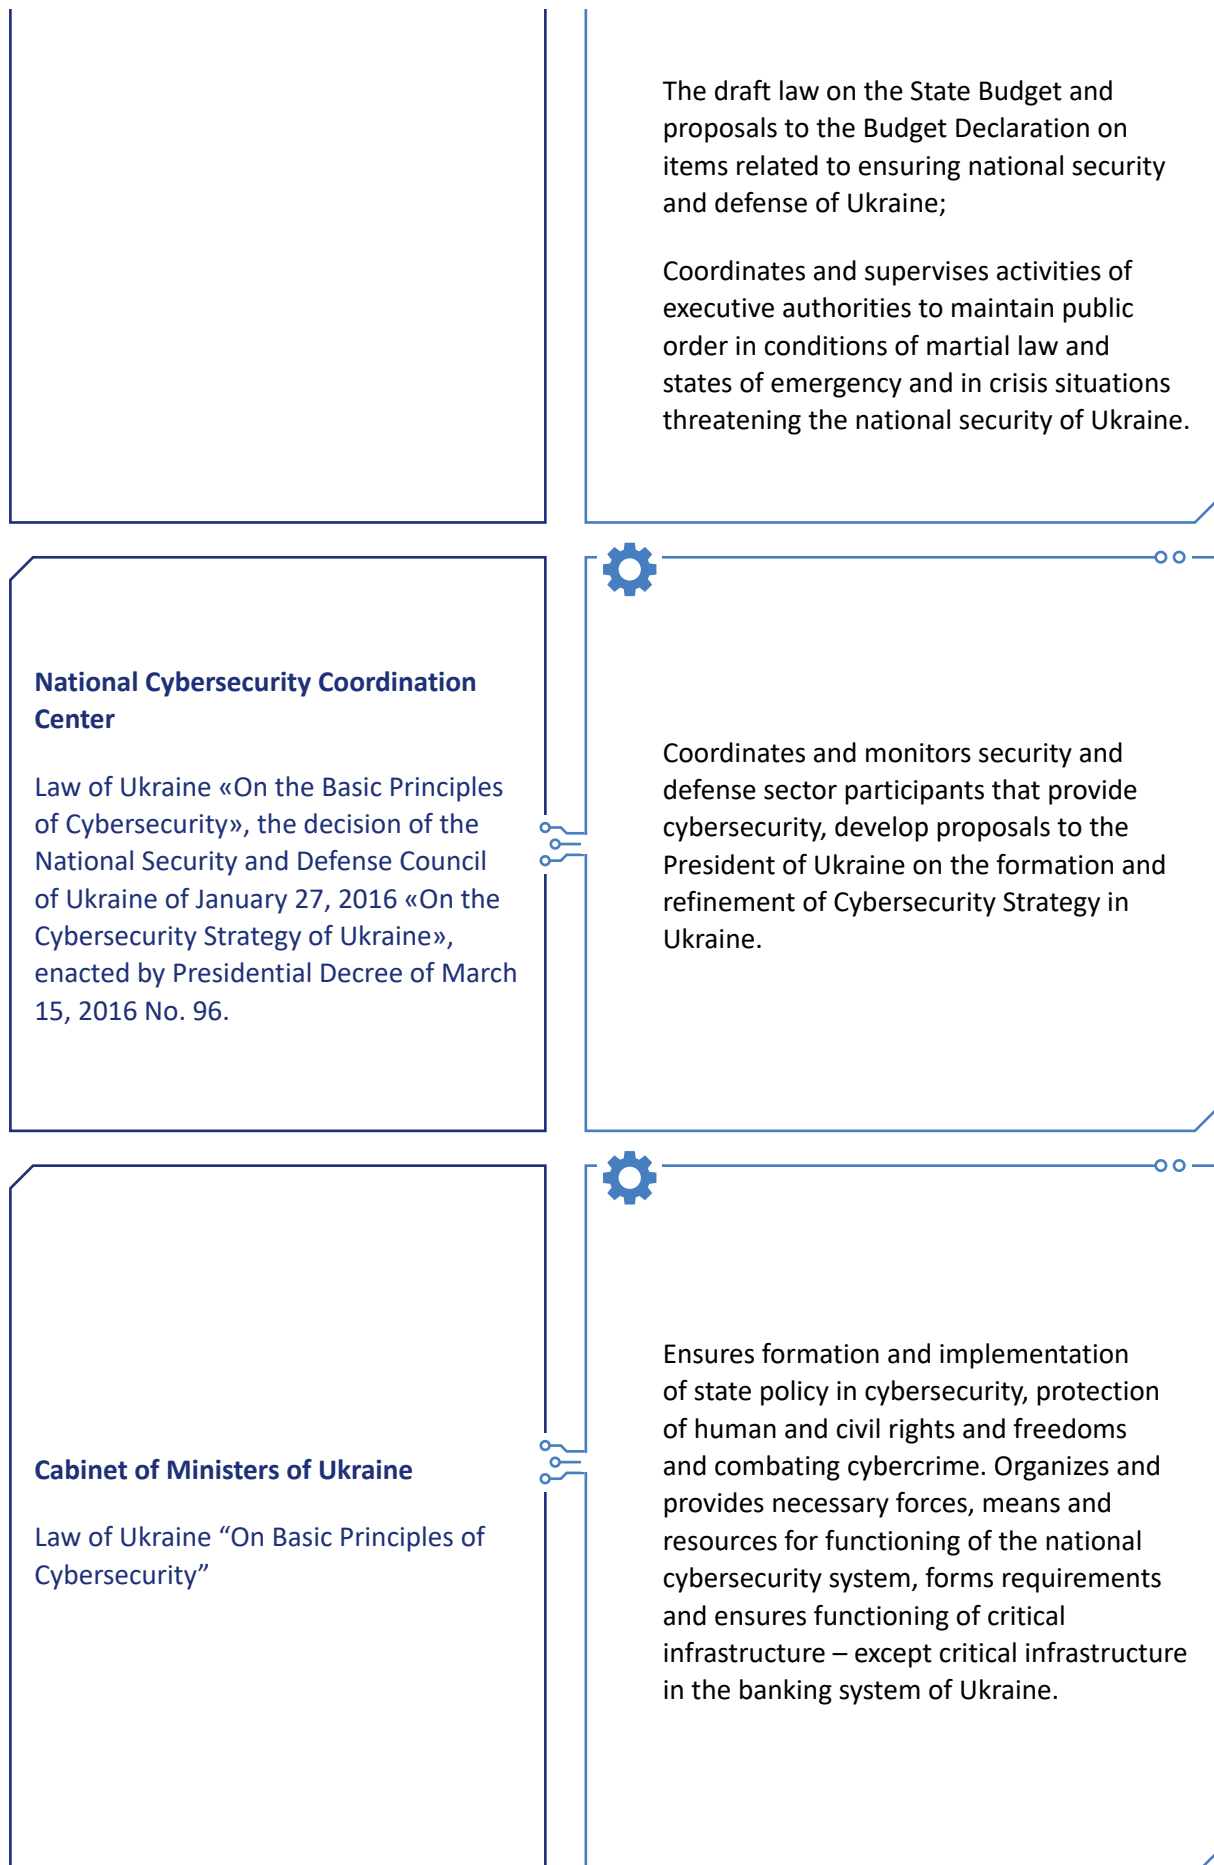 The draft law on the State Budget and
proposals to the Budget Declaration on
items related to ensuring national security
and defense of Ukraine;
Coordinates and supervises activities of
executive authorities to maintain public
order in conditions of martial law and
states of emergency and in crisis situations
threatening the national security of Ukraine.
National Cybersecurity Coordination
Center
Law of Ukraine «On the Basic Principles
of Cybersecurity», the decision of the
National Security and Defense Council
of Ukraine of January 27, 2016 «On the
Cybersecurity Strategy of Ukraine»,
enacted by Presidential Decree of March
15, 2016 No. 96.
Coordinates and monitors security and
defense sector participants that provide
cybersecurity, develop proposals to the
President of Ukraine on the formation and
refinement of Cybersecurity Strategy in
Ukraine.
Cabinet of Ministers of Ukraine
Law of Ukraine “On Basic Principles of
Cybersecurity”
Ensures formation and implementation
of state policy in cybersecurity, protection
of human and civil rights and freedoms
and combating cybercrime. Organizes and
provides necessary forces, means and
resources for functioning of the national
cybersecurity system, forms requirements
and ensures functioning of critical
infrastructure – except critical infrastructure
in the banking system of Ukraine.